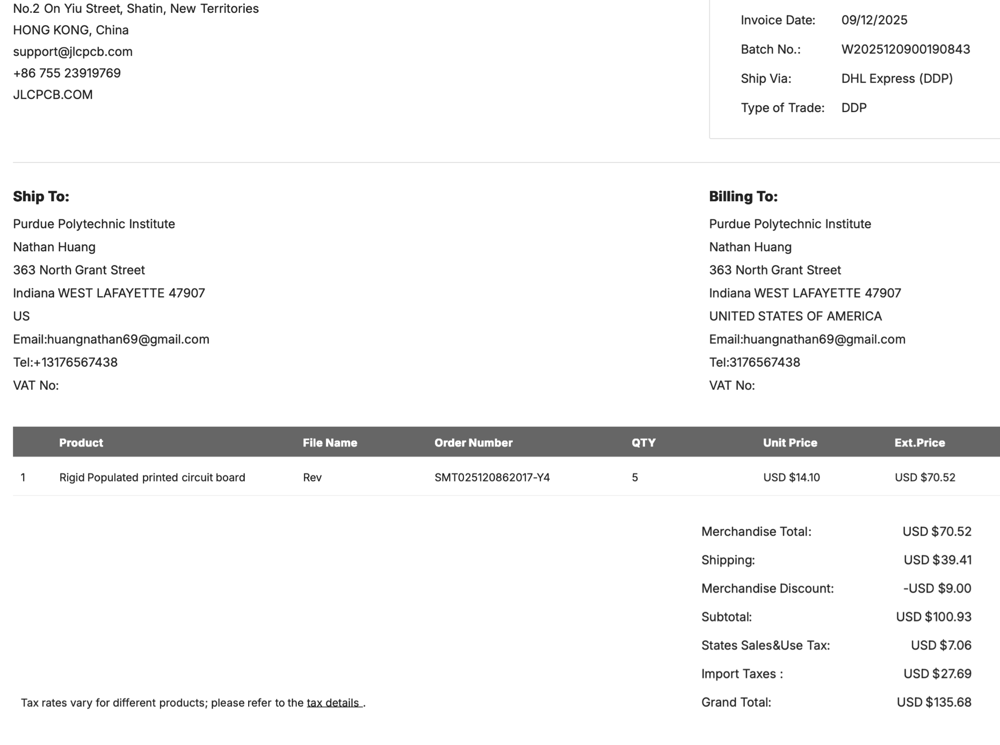 No.2 On Yiu Street, Shatin, New Territories
HONG KONG, China
support@jlcpcb.com
+86 755 23919769
JLCPCB.COM
Invoice Date: 09/12/2025
Batch No.: W2025120900190843
Ship Via: DHL Express (DDP)
Type of Trade: DDP
Ship To:
Purdue Polytechnic Institute
Nathan Huang
363 North Grant Street
Indiana WEST LAFAYETTE 47907
US
Email:huangnathan69@gmail.com
Tel:+13176567438
VAT No:
Billing To:
Purdue Polytechnic Institute
Nathan Huang
363 North Grant Street
Indiana WEST LAFAYETTE 47907
UNITED STATES OF AMERICA
Email:huangnathan69@gmail.com
Tel:3176567438
VAT No:
Product File Name Order Number QTY Unit Price Ext.Price
1 Rigid Populated printed circuit board Rev SMT025120862017-Y4 5 USD $14.10 USD $70.52
Merchandise Total: USD $70.52
Shipping: USD $39.41
Merchandise Discount: -USD $9.00
Subtotal: USD $100.93
States Sales&Use Tax: USD $7.06
Import Taxes : USD $27.69
Tax rates vary for different products; please refer to the tax details .
Grand Total: USD $135.68